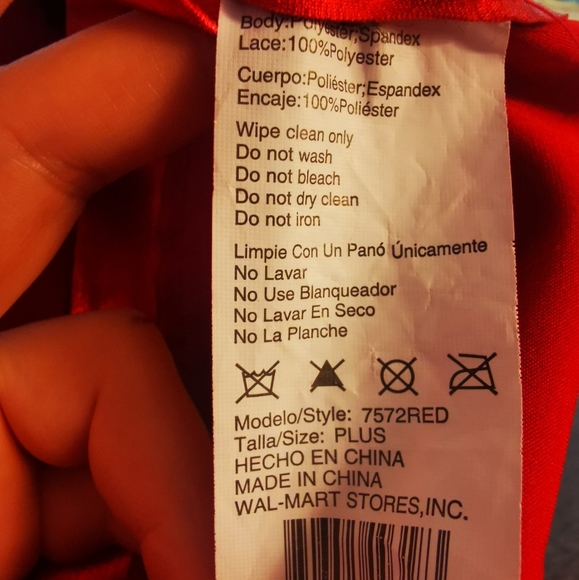 Body:Polyester;Spandex
Lace:100%Polyester
Cuerpo:Poliéster;Espandex
Encaje:100%Poliéster
Wipe clean only
Do not wash
Do not bleach
Do not dry clean
Do not iron
Limpie Con Un Panó Únicamente
No Lavar
No Use Blanqueador
No Lavar En Seco
No La Planche
Modelo/Style: 7572RED
Talla/Size: PLUS
HECHO EN CHINA
MADE IN CHINA
WAL-MART STORES,INC.